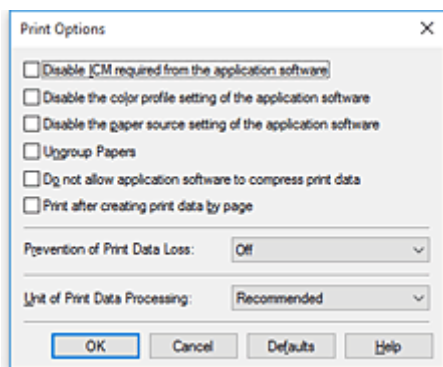 Print Options
Disable ICM required from the application software
Disable the color profile setting of the application software
Disable the paper source setting of the application software
Ungroup Papers
Do not allow application software to compress print data
Print after creating print data by page
Prevention of Print Data Loss: Off
Unit of Print Data Processing: Recommended
OK Cancel Defaults Help